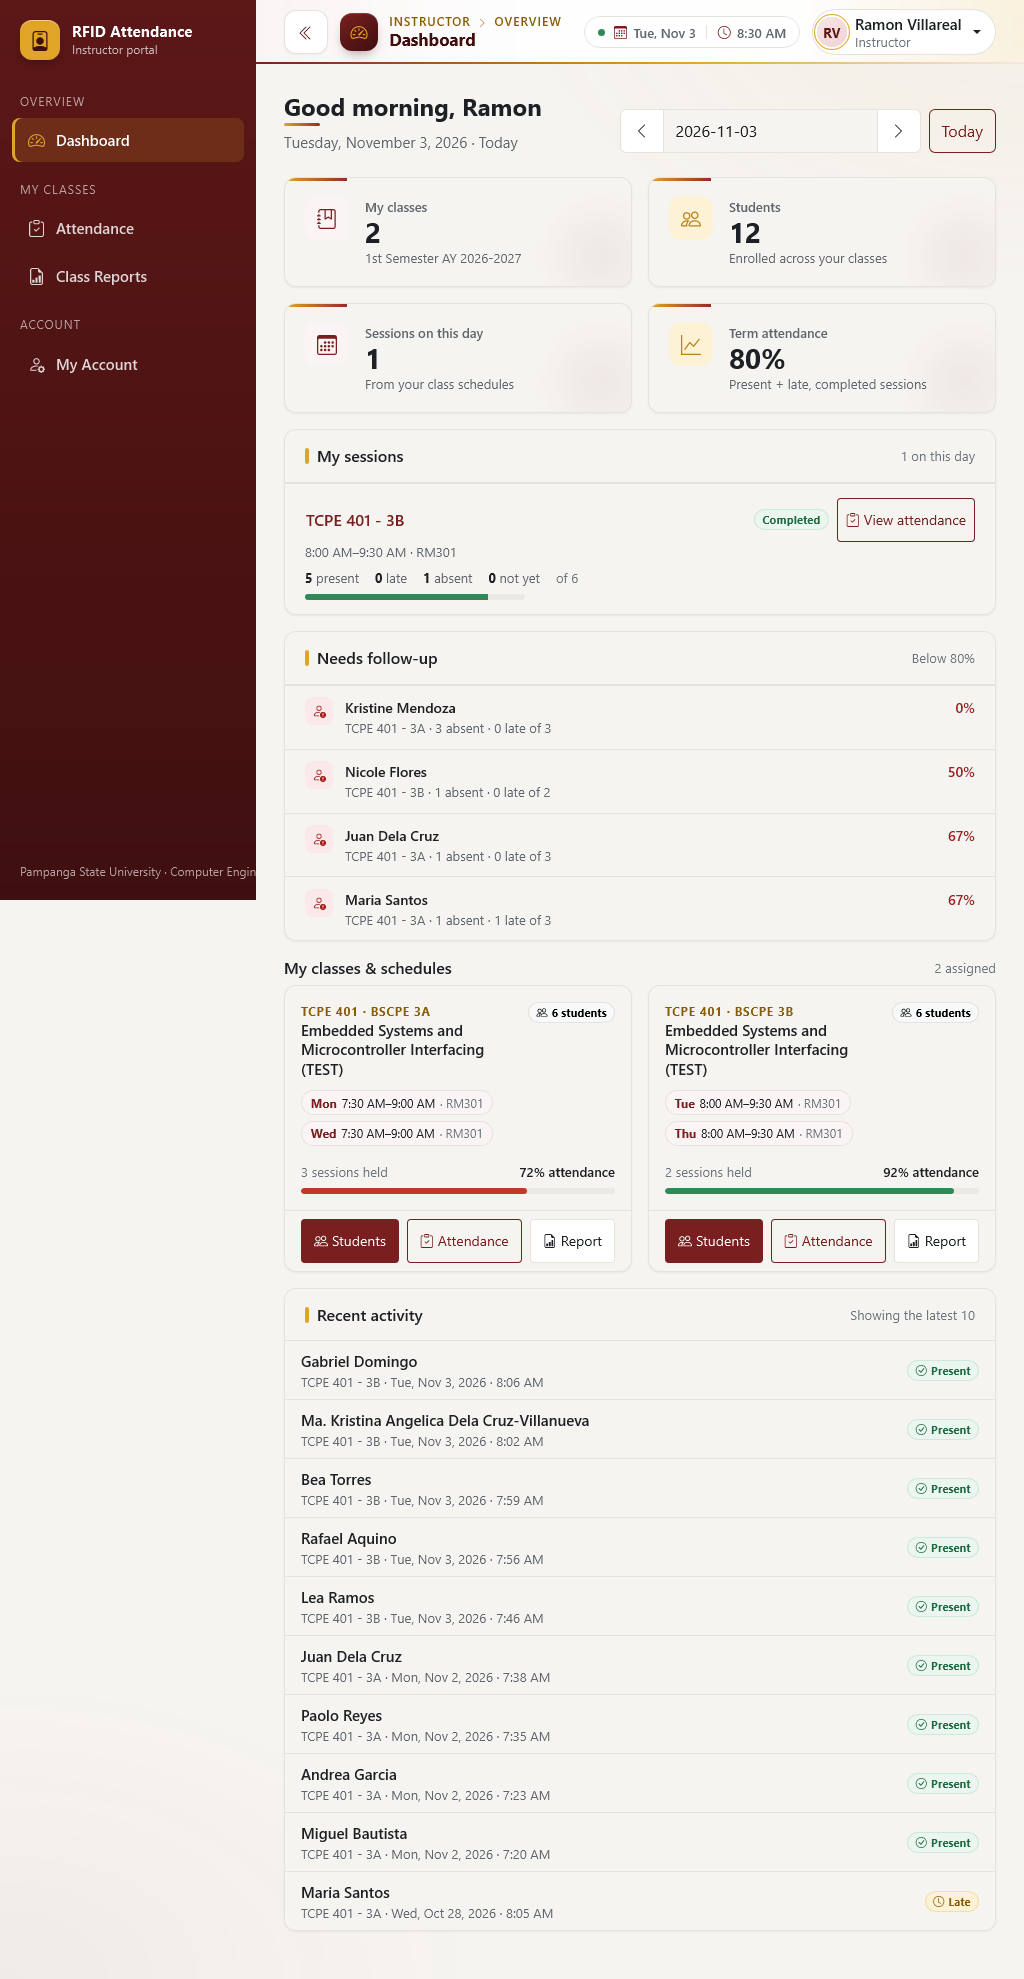 RFID Attendance
Instructor portal
OVERVIEW
Dashboard
MY CLASSES
Attendance
Class Reports
ACCOUNT
My Account
Pampanga State University · Computer Engin
INSTRUCTOR > OVERVIEW
Dashboard
Tue, Nov 3
8:30 AM
RV
Ramon Villareal
Instructor
Good morning, Ramon
Tuesday, November 3, 2026 · Today
2026-11-03
Today
My classes
2
1st Semester AY 2026-2027
Students
12
Enrolled across your classes
Sessions on this day
1
From your class schedules
Term attendance
80%
Present + late, completed sessions
My sessions
1 on this day
TCPE 401 - 3B
Completed
View attendance
8:00 AM–9:30 AM · RM301
5 present 0 late 1 absent 0 not yet of 6
Needs follow-up
Below 80%
Kristine Mendoza
0%
TCPE 401 - 3A · 3 absent · 0 late of 3
Nicole Flores
50%
TCPE 401 - 3B · 1 absent · 0 late of 2
Juan Dela Cruz
67%
TCPE 401 - 3A · 1 absent · 0 late of 3
Maria Santos
67%
TCPE 401 - 3A · 1 absent · 1 late of 3
My classes & schedules
2 assigned
TCPE 401 · BSCPE 3A
6 students
Embedded Systems and
Microcontroller Interfacing
(TEST)
Mon 7:30 AM–9:00 AM · RM301
Wed 7:30 AM–9:00 AM · RM301
3 sessions held
72% attendance
Students
Attendance
Report
TCPE 401 · BSCPE 3B
6 students
Embedded Systems and
Microcontroller Interfacing
(TEST)
Tue 8:00 AM–9:30 AM · RM301
Thu 8:00 AM–9:30 AM · RM301
2 sessions held
92% attendance
Students
Attendance
Report
Recent activity
Showing the latest 10
Gabriel Domingo
TCPE 401 - 3B · Tue, Nov 3, 2026 · 8:06 AM
Present
Ma. Kristina Angelica Dela Cruz-Villanueva
TCPE 401 - 3B · Tue, Nov 3, 2026 · 8:02 AM
Present
Bea Torres
TCPE 401 - 3B · Tue, Nov 3, 2026 · 7:59 AM
Present
Rafael Aquino
TCPE 401 - 3B · Tue, Nov 3, 2026 · 7:56 AM
Present
Lea Ramos
TCPE 401 - 3B · Tue, Nov 3, 2026 · 7:46 AM
Present
Juan Dela Cruz
TCPE 401 - 3A · Mon, Nov 2, 2026 · 7:38 AM
Present
Paolo Reyes
TCPE 401 - 3A · Mon, Nov 2, 2026 · 7:35 AM
Present
Andrea Garcia
TCPE 401 - 3A · Mon, Nov 2, 2026 · 7:23 AM
Present
Miguel Bautista
TCPE 401 - 3A · Mon, Nov 2, 2026 · 7:20 AM
Present
Maria Santos
TCPE 401 - 3A · Wed, Oct 28, 2026 · 8:05 AM
Late